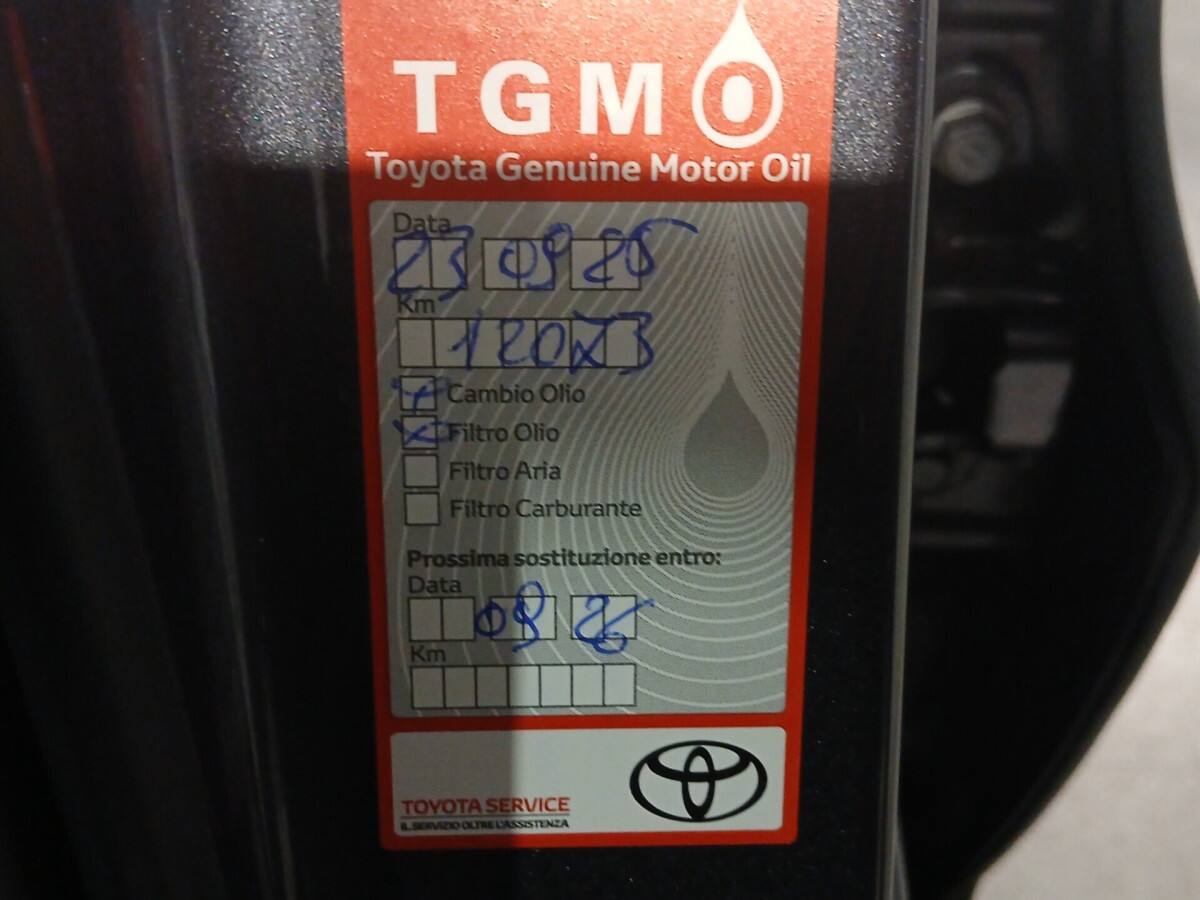 TGMO
Toyota Genuine Motor Oil
Data
23 09 25
Km
12073
Cambio Olio
Filtro Olio
Filtro Aria
Filtro Carburante
Prossima sostituzione entro:
Data
09 26
Km
TOYOTA SERVICE
IL SERVIZIO OLTRE L'ASSISTENZA